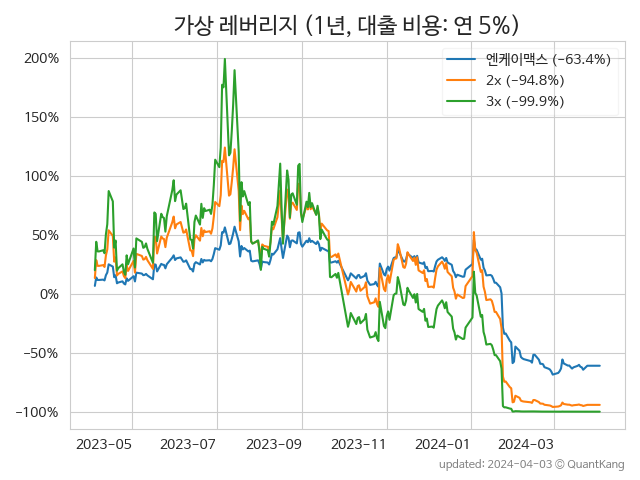 가상 레버리지 (1년, 대출 비용: 연 5%)
엔케이맥스 (−63.4%)
2x (−94.8%)
3x (−99.9%)
200%
150%
100%
50%
0%
−50%
−100%
2023-05 2023-07 2023-09 2023-11 2024-01 2024-03
updated: 2024-04-03 © QuantKang